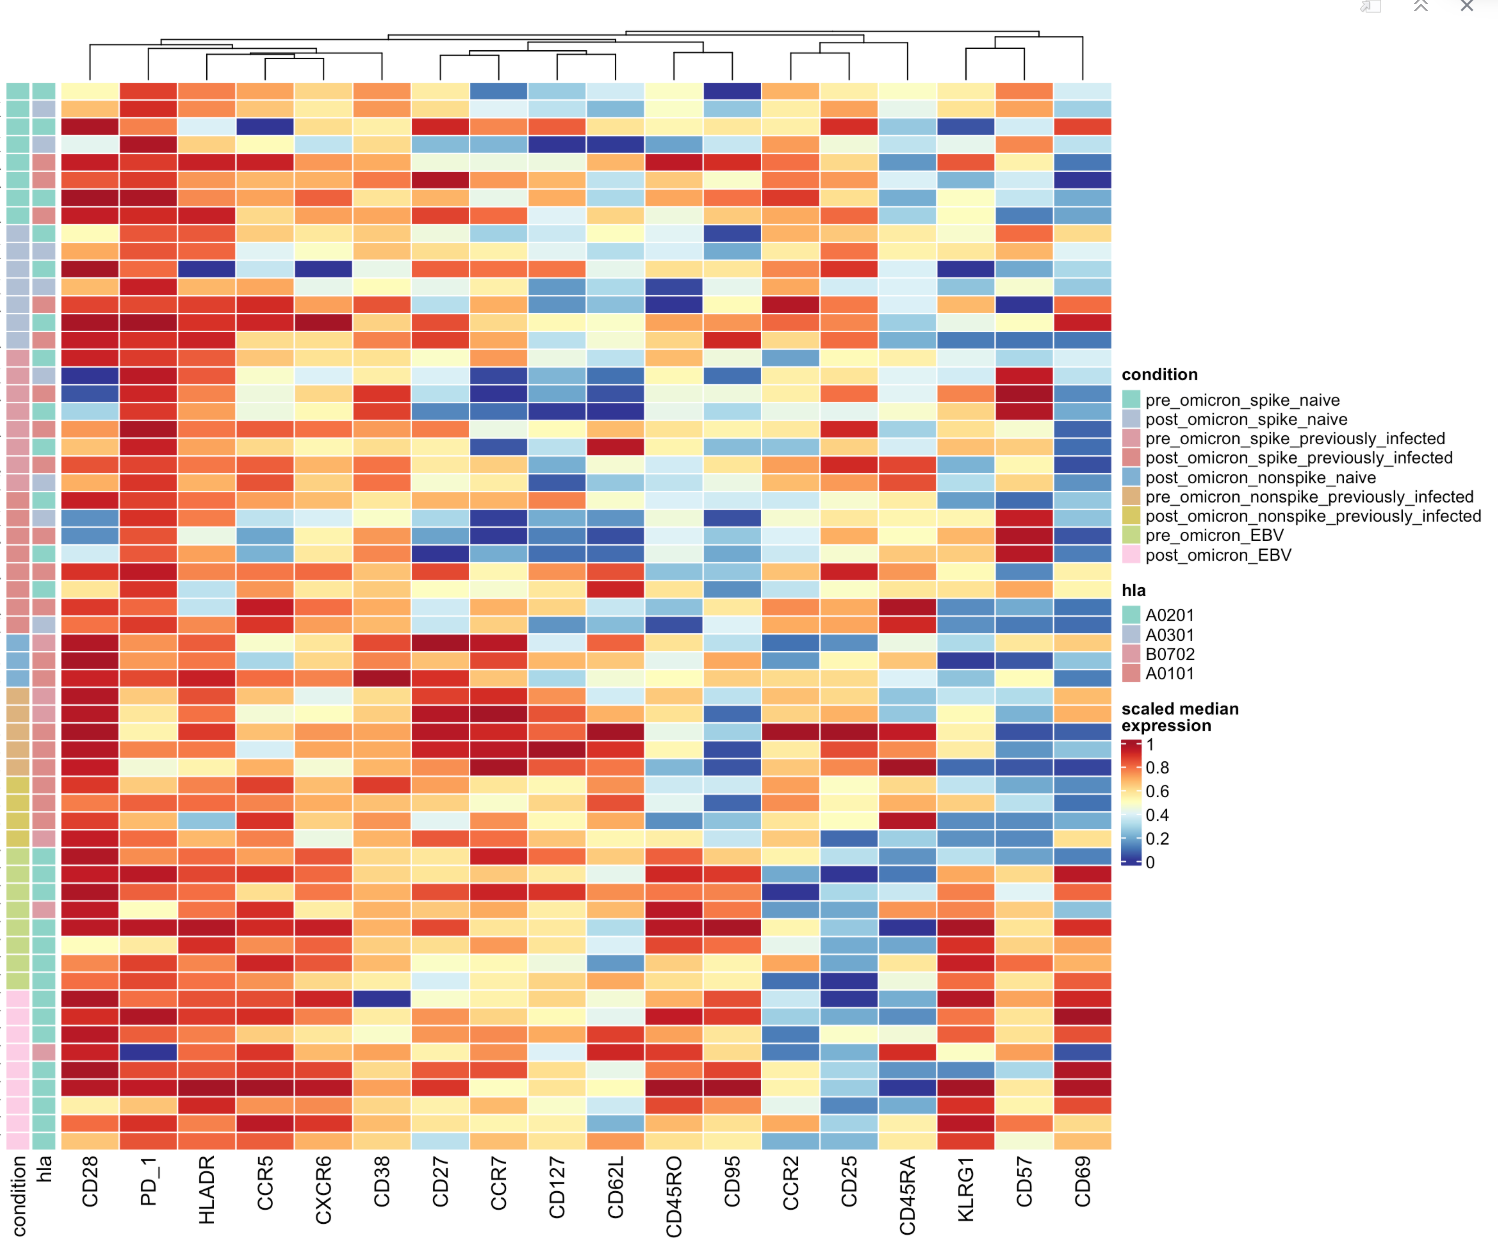 condition
pre_omicron_spike_naive
post_omicron_spike_naive
pre_omicron_spike_previously_infected
post_omicron_spike_previously_infected
post_omicron_nonspike_naive
pre_omicron_nonspike_previously_infected
post_omicron_nonspike_previously_infected
pre_omicron_EBV
post_omicron_EBV
hla
A0201
A0301
B0702
A0101
scaled median
expression
1
0.8
0.6
0.4
0.2
0
condition
hla
CD28
PD_1
HLADR
CCR5
CXCR6
CD38
CD27
CCR7
CD127
CD62L
CD45RO
CD95
CCR2
CD25
CD45RA
KLRG1
CD57
CD69